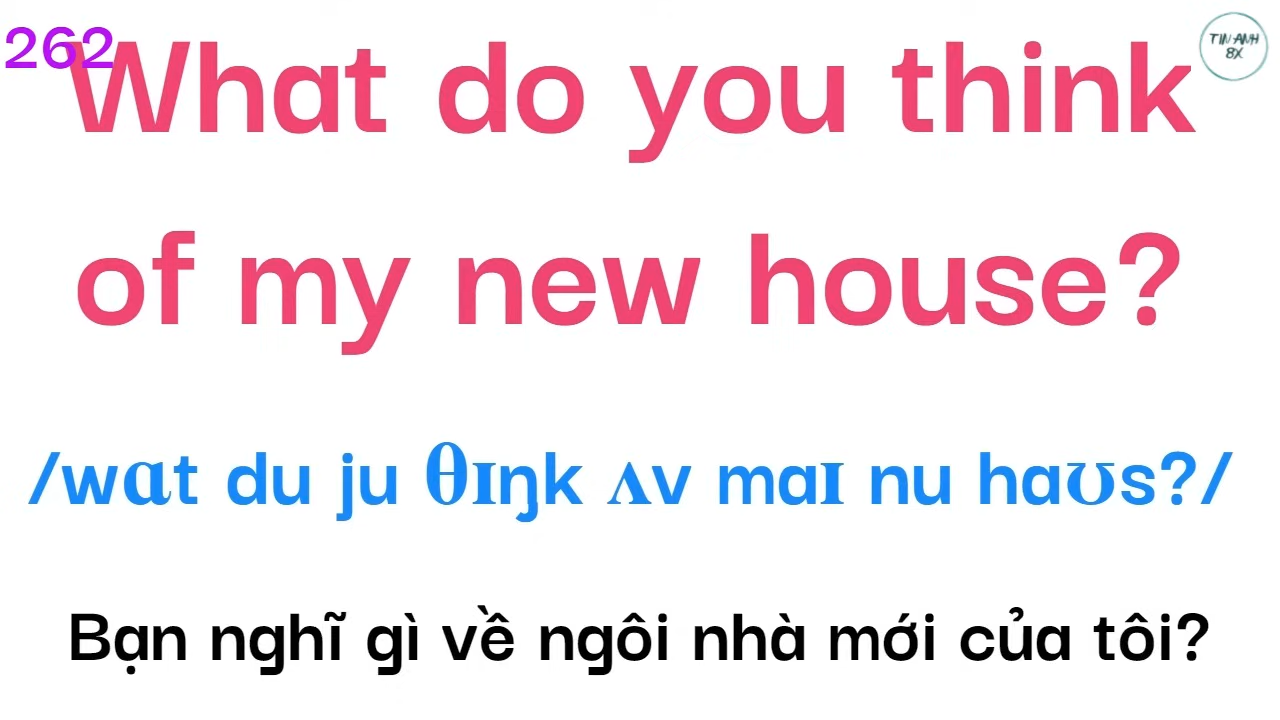 262
TIN ANH
8X
What do you think
of my new house?
/wɑt du ju θɪŋk ʌv maɪ nu haʊs?/
Bạn nghĩ gì về ngôi nhà mới của tôi?